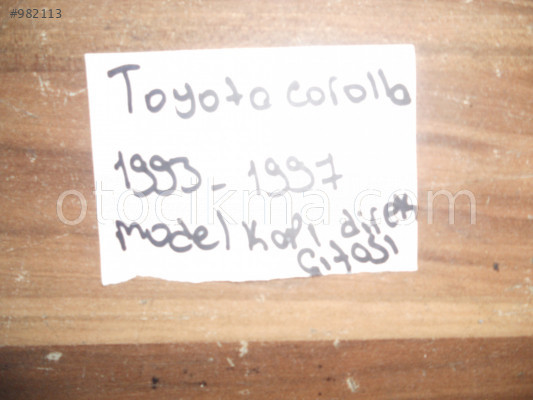 #982113
Toyota corolla
1993-1997
otocikma.com
model kapı direk
Çıtası